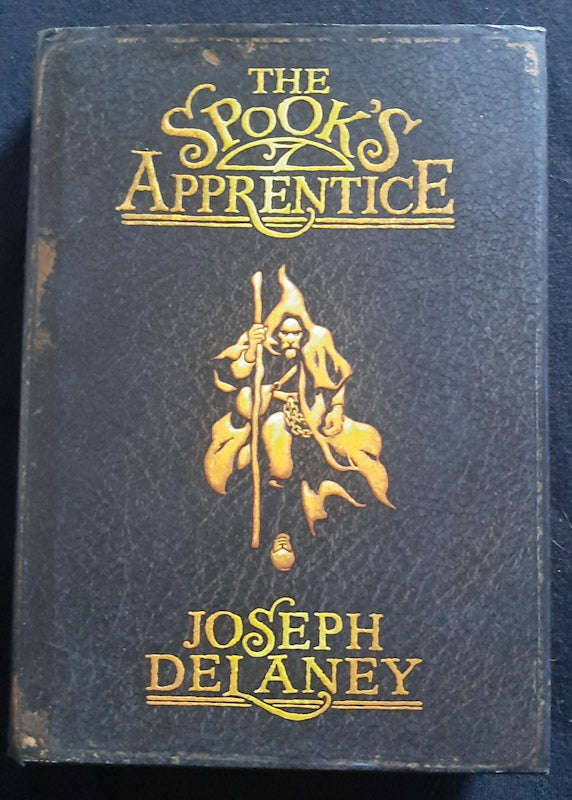 THE
SPOOK'S
APPRENTICE
JOSEPH
DELANEY